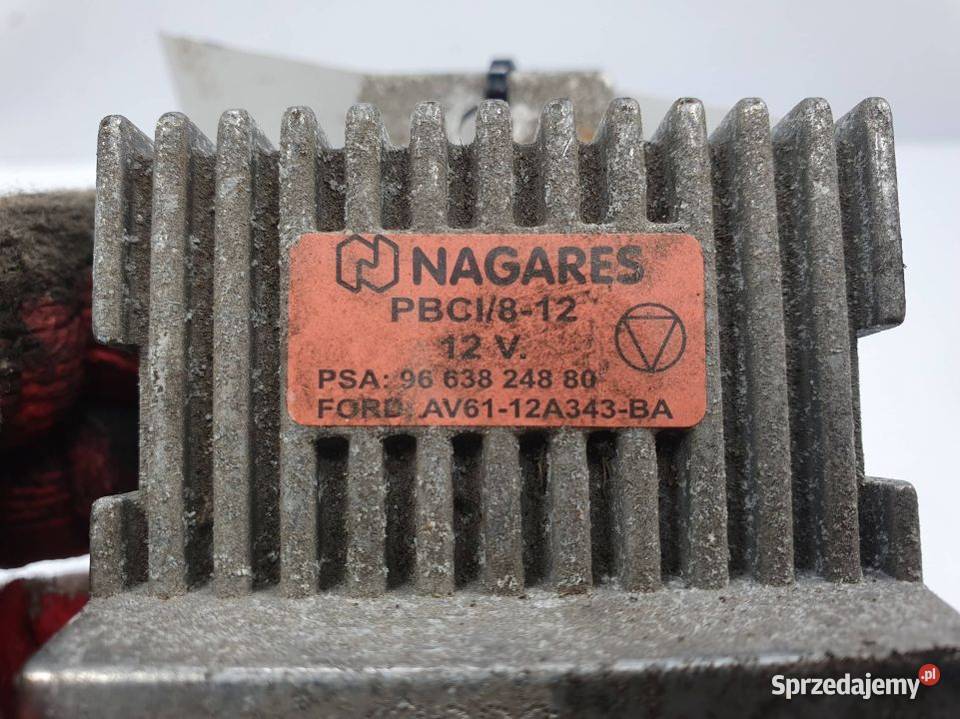 NAGARES
PBCI/8-12
12 V.
PSA: 96 638 248 80
FORD: AV61-12A343-BA
Sprzedajemy.pl